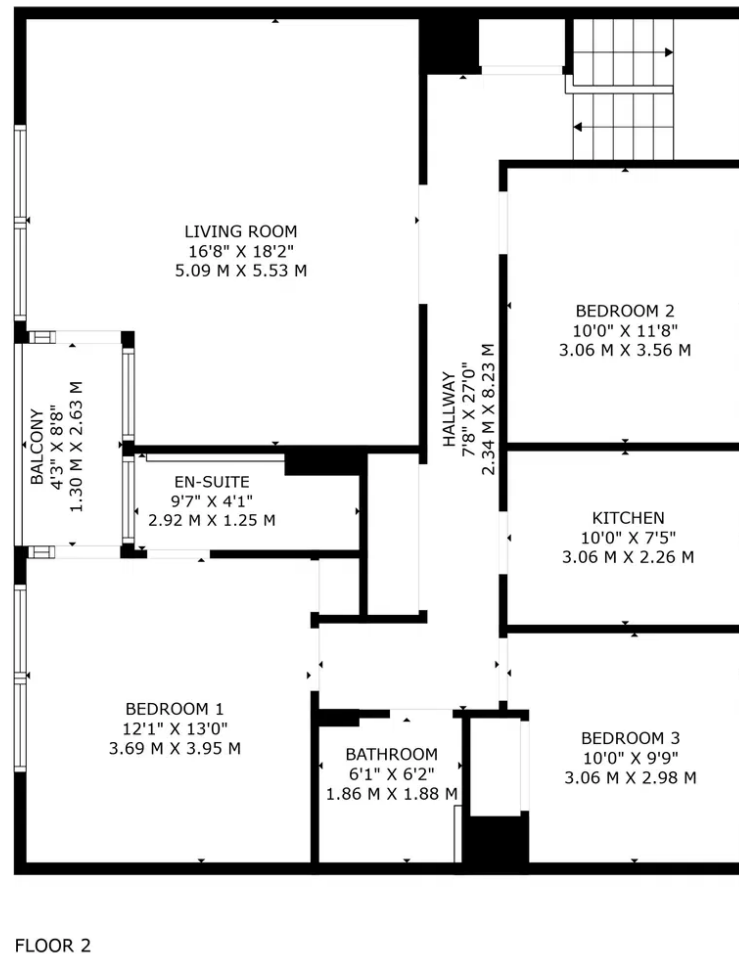 LIVING ROOM
16'8" X 18'2"
5.09 M X 5.53 M
BEDROOM 2
10'0" X 11'8"
3.06 M X 3.56 M
HALLWAY
7'8" X 27'0"
2.34 M X 8.23 M
BALCONY
4'3" X 8'8"
1.30 M X 2.63 M
EN-SUITE
9'7" X 4'1"
2.92 M X 1.25 M
KITCHEN
10'0" X 7'5"
3.06 M X 2.26 M
BEDROOM 1
12'1" X 13'0"
3.69 M X 3.95 M
BATHROOM
6'1" X 6'2"
1.86 M X 1.88 M
BEDROOM 3
10'0" X 9'9"
3.06 M X 2.98 M
FLOOR 2